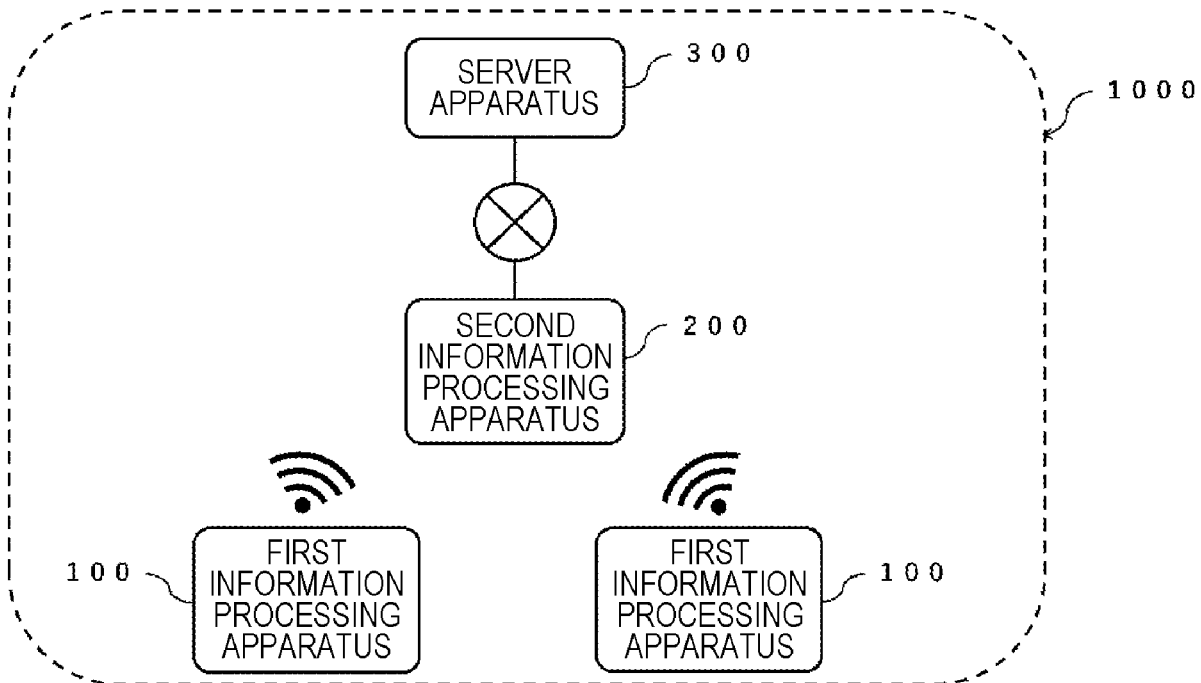 SERVER
APPARATUS
300
1000
SECOND
INFORMATION
PROCESSING
APPARATUS
200
100
FIRST
INFORMATION
PROCESSING
APPARATUS
FIRST
INFORMATION
PROCESSING
APPARATUS
100